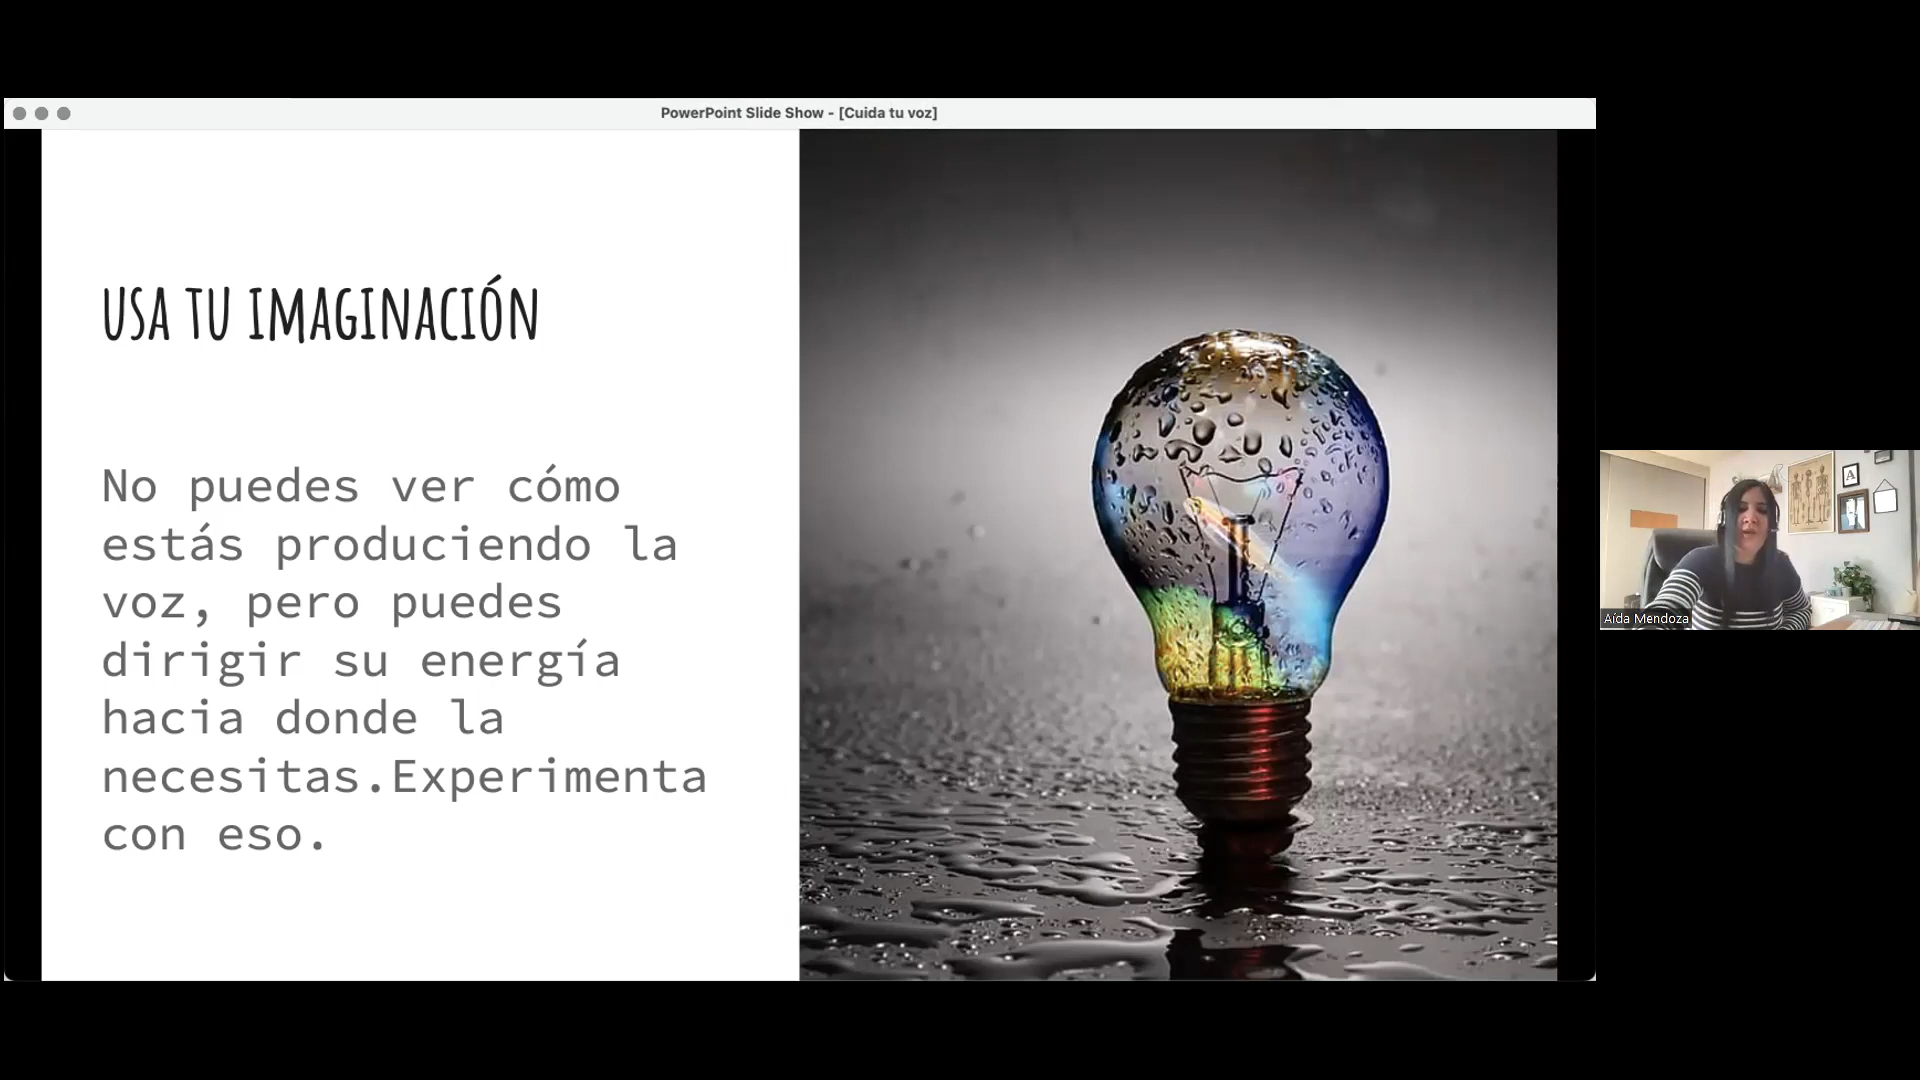 PowerPoint Slide Show - [Cuida tu voz]
USA TU IMAGINACIÓN
No puedes ver cómo
estás produciendo la
voz, pero puedes
dirigir su energía
hacia donde la
necesitas.Experimenta
con eso.
A
Aída Mendoza